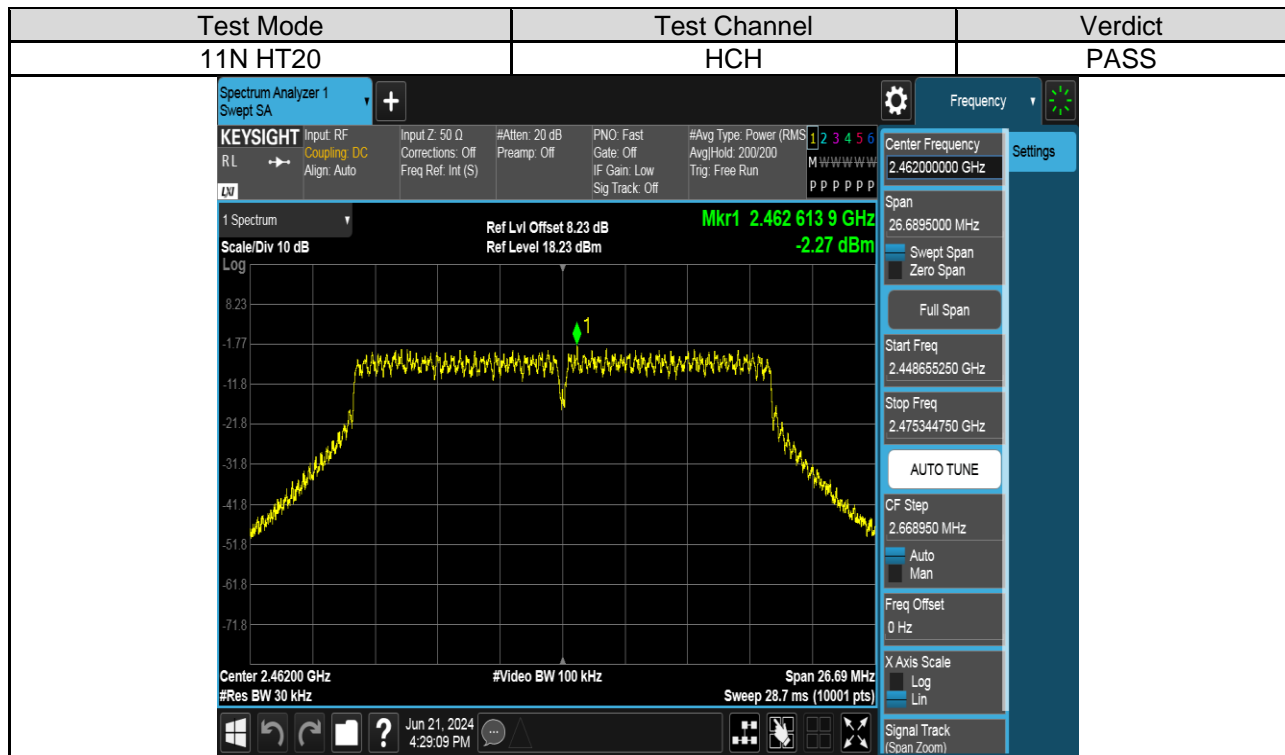 Test Mode Test Channel Verdict
11N HT20 HCH PASS
Spectrum Analyzer 1
Swept SA
+
Frequency
KEYSIGHT Input: RF Input Z: 50 Ω #Atten: 20 dB PNO: Fast #Avg Type: Power (RMS 1 2 3 4 5 6
RL Coupling: DC Corrections: Off Preamp: Off Gate: Off Avg|Hold: 200/200 M W W W W W
Align: Auto Freq Ref: Int (S) IF Gain: Low Trig: Free Run
LXI Sig Track: Off P P P P P P
1 Spectrum
Scale/Div 10 dB
Ref Lvl Offset 8.23 dB
Ref Level 18.23 dBm
Mkr1 2.462 613 9 GHz
-2.27 dBm
Log
8.23
-1.77
-11.8
-21.8
-31.8
-41.8
-51.8
-61.8
-71.8
1
Center 2.46200 GHz #Video BW 100 kHz Span 26.69 MHz
#Res BW 30 kHz Sweep 28.7 ms (10001 pts)
Jun 21, 2024
4:29:09 PM
?
Center Frequency
2.462000000 GHz
Settings
Span
26.6895000 MHz
Swept Span
Zero Span
Full Span
Start Freq
2.448655250 GHz
Stop Freq
2.475344750 GHz
AUTO TUNE
CF Step
2.668950 MHz
Auto
Man
Freq Offset
0 Hz
X Axis Scale
Log
Lin
Signal Track
(Span Zoom)